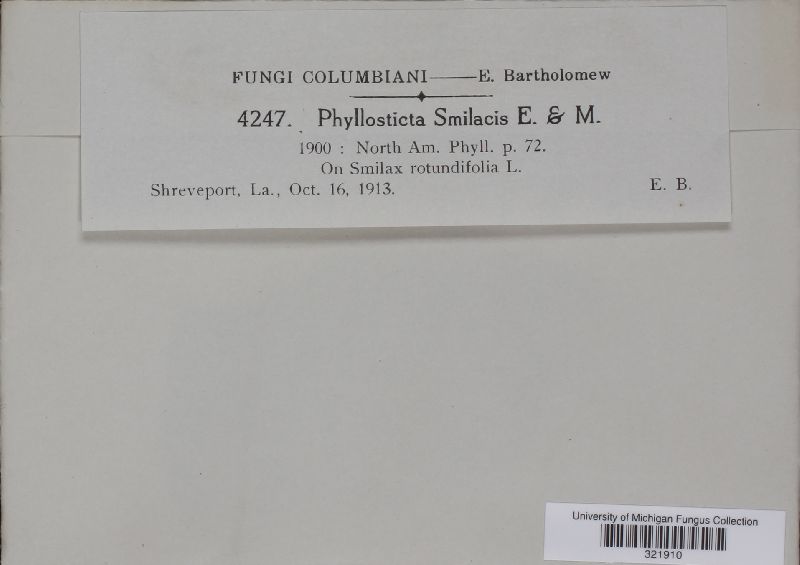 FUNGI COLUMBIANI——E. Bartholomew
4247. Phyllosticta Smilacis E. & M.
1900 : North Am. Phyll. p. 72.
On Smilax rotundifolia L.
Shreveport, La., Oct. 16, 1913. E. B.
University of Michigan Fungus Collection
321910